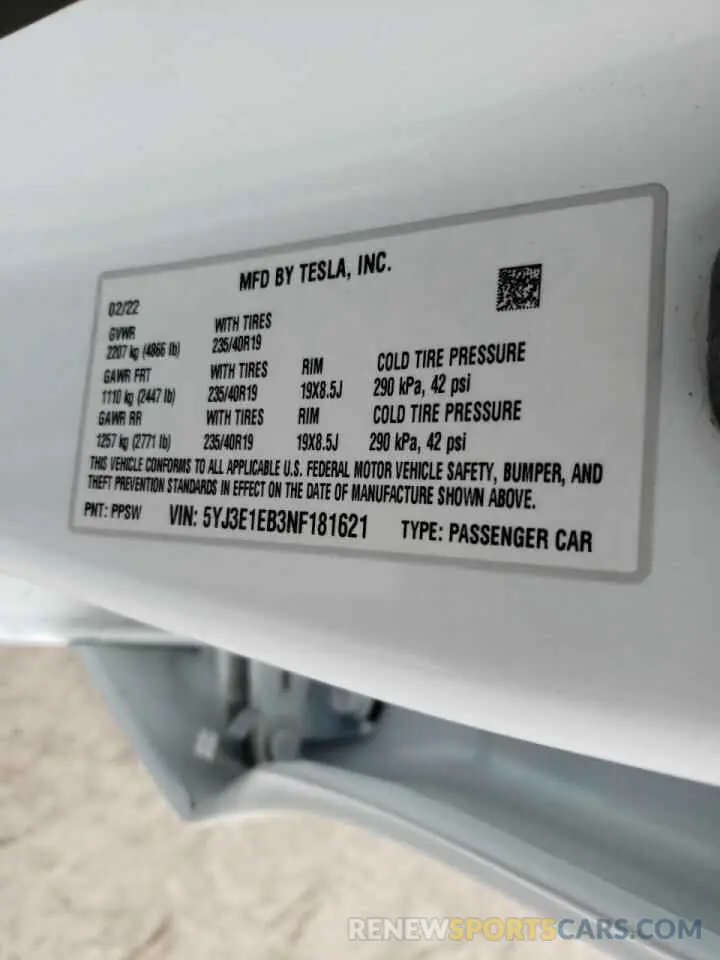 MFD BY TESLA, INC.
02/22
GVWR WITH TIRES
2207 kg (4866 lb) 235/40R19
GAWR FRT WITH TIRES RIM COLD TIRE PRESSURE
1110 kg (2447 lb) 235/40R19 19X8.5J 290 kPa, 42 psi
GAWR RR WITH TIRES RIM COLD TIRE PRESSURE
1257 kg (2771 lb) 235/40R19 19X8.5J 290 kPa, 42 psi
THIS VEHICLE CONFORMS TO ALL APPLICABLE U.S. FEDERAL MOTOR VEHICLE SAFETY, BUMPER, AND
THEFT PREVENTION STANDARDS IN EFFECT ON THE DATE OF MANUFACTURE SHOWN ABOVE.
PNT: PPSW VIN: 5YJ3E1EB3NF181621 TYPE: PASSENGER CAR
RENEWSPORTSCARS.COM